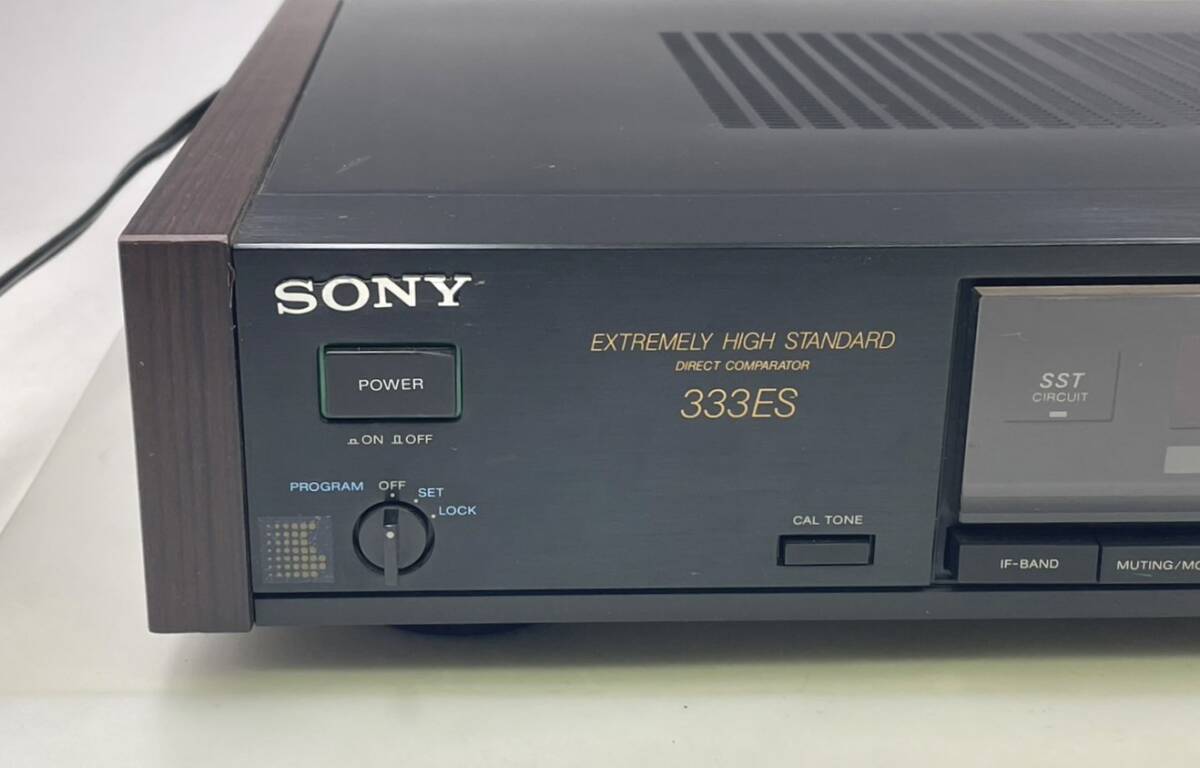 SONY
EXTREMELY HIGH STANDARD
DIRECT COMPARATOR
333ES
POWER
ON OFF
PROGRAM OFF SET
LOCK
CAL TONE
SST
CIRCUIT
IF-BAND